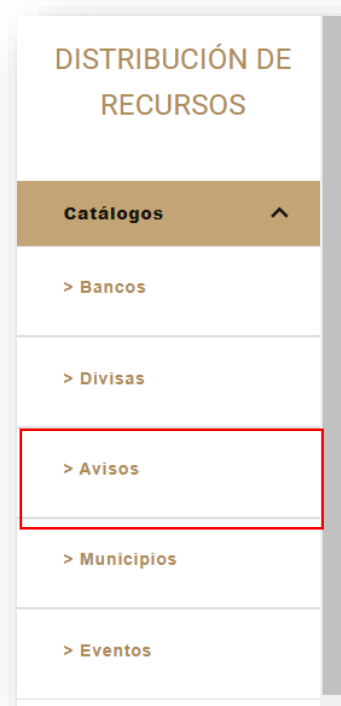 DISTRIBUCIÓN DE
RECURSOS
Catálogos
> Bancos
> Divisas
> Avisos
> Municipios
> Eventos